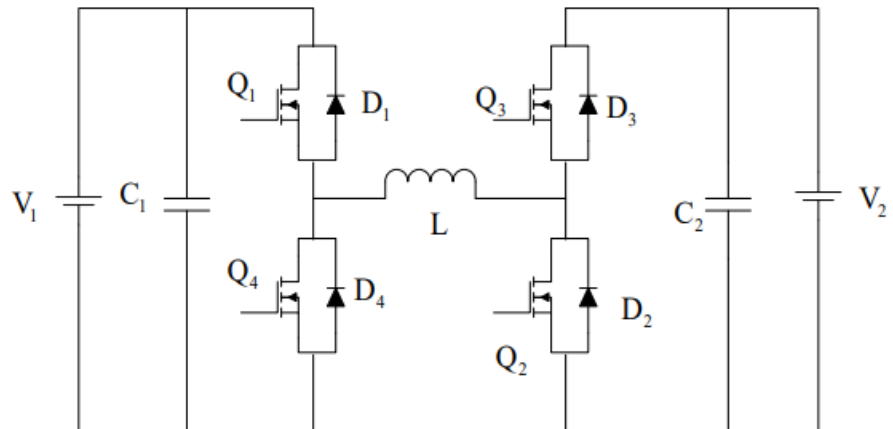 Q₁
D₁
Q₃
D₃
V₁
C₁
L
C₂
V₂
Q₄
D₄
D₂
Q₂